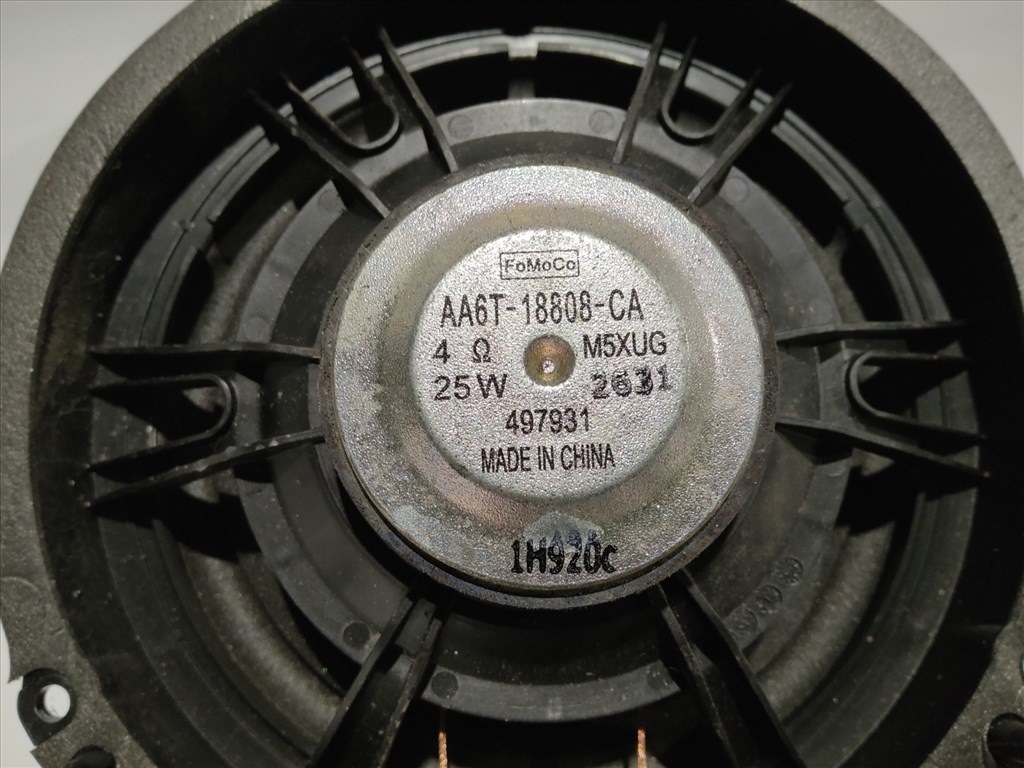 FoMoCo
AA6T-18808-CA
4 Ω M5XUG
25W 2631
497931
MADE IN CHINA
1H920c